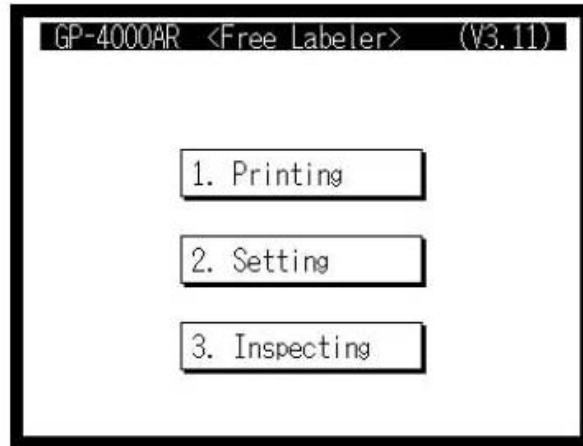 GP-4000AR <Free Labeler> (V3.11)
1. Printing
2. Setting
3. Inspecting